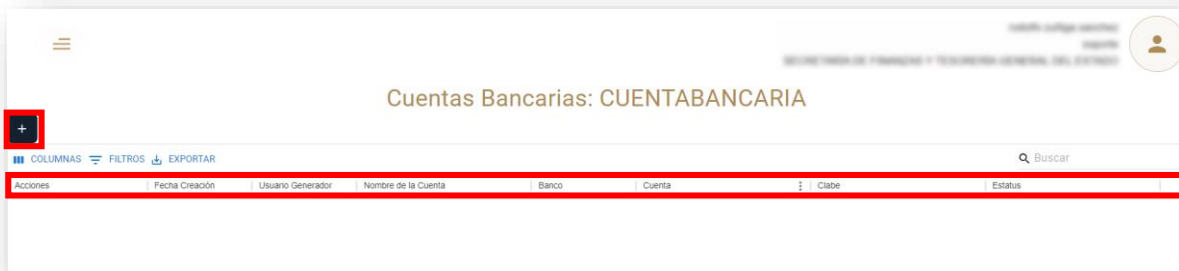 Cuentas Bancarias: CUENTABANCARIA
+
COLUMNAS FILTROS EXPORTAR Buscar
Acciones Fecha Creación Usuario Generador Nombre de la Cuenta Banco Cuenta Clabe Estatus